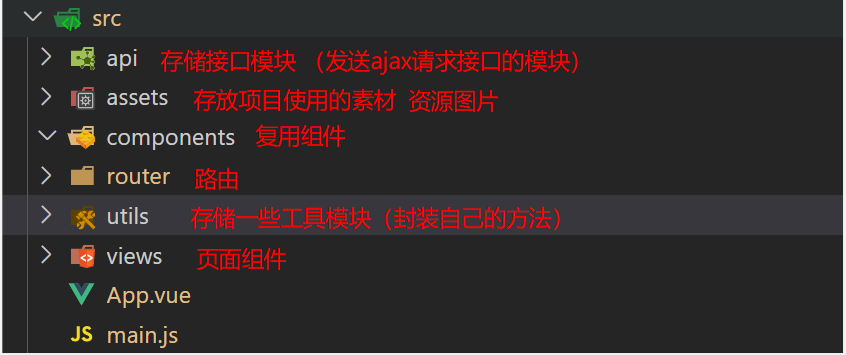 src
api 存储接口模块 （发送ajax请求接口的模块）
assets 存放项目使用的素材 资源图片
components 复用组件
router 路由
utils 存储一些工具模块（封装自己的方法）
views 页面组件
App.vue
JS main.js